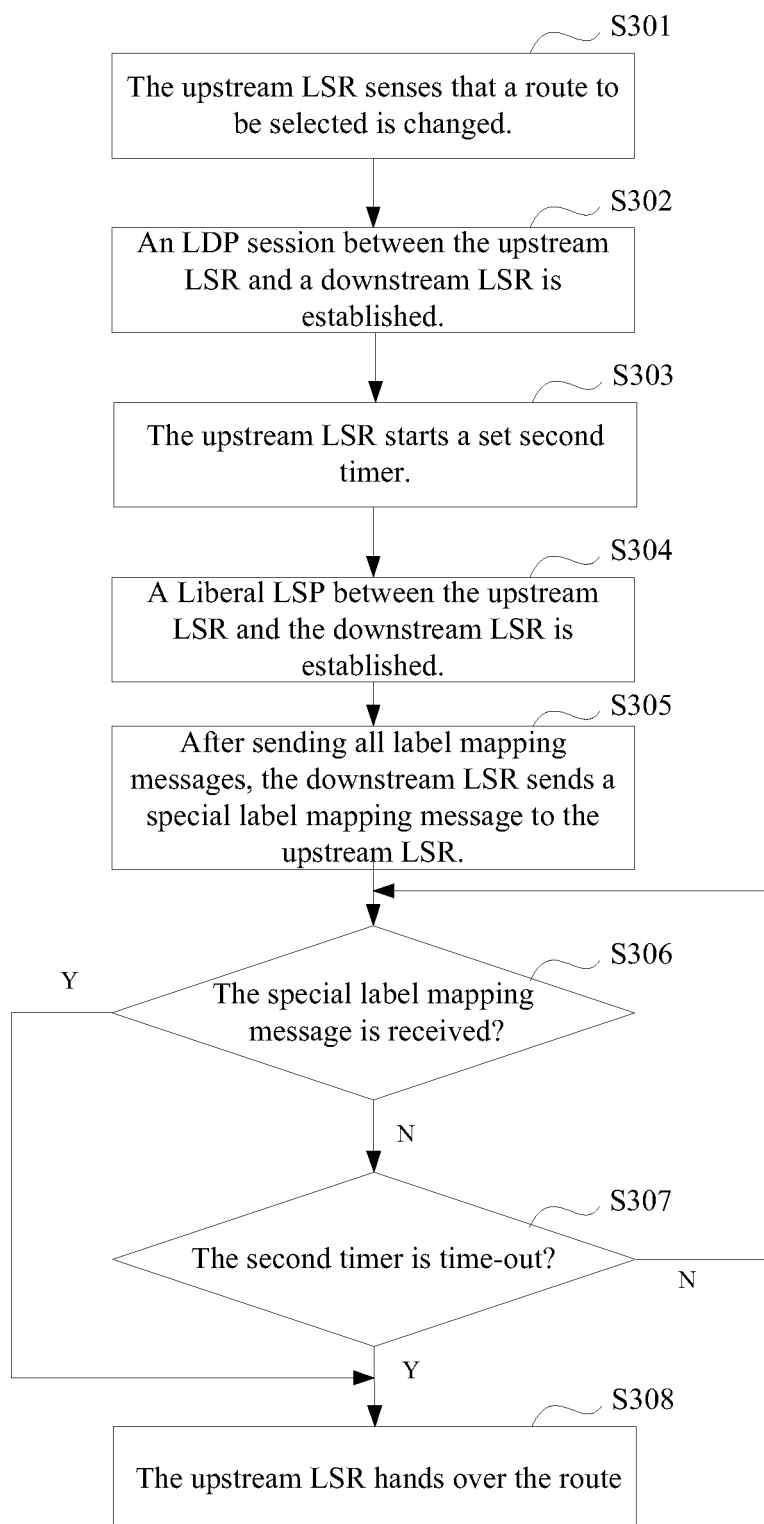 S301
The upstream LSR senses that a route to
be selected is changed.
S302
An LDP session between the upstream
LSR and a downstream LSR is
established.
S303
The upstream LSR starts a set second
timer.
S304
A Liberal LSP between the upstream
LSR and the downstream LSR is
established.
S305
After sending all label mapping
messages, the downstream LSR sends a
special label mapping message to the
upstream LSR.
S306
Y
The special label mapping
message is received?
N
S307
The second timer is time-out?
N
Y
S308
The upstream LSR hands over the route